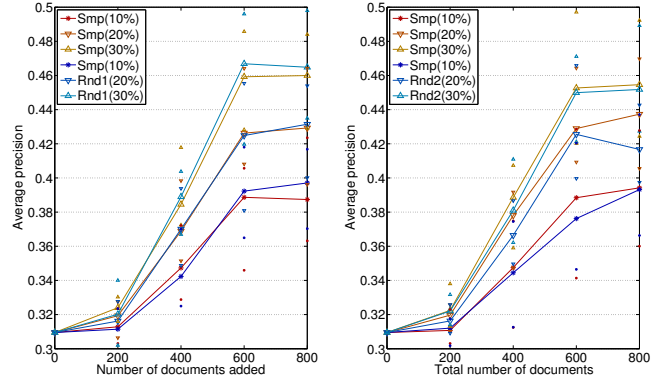 0.5
0.48
0.46
0.44
0.42
0.4
0.38
0.36
0.34
0.32
0.3
Average precision
Smp(10%)
Smp(20%)
Smp(30%)
Smp(10%)
Rnd1(20%)
Rnd1(30%)
0 200 400 600 800
Number of documents added
0.5
0.48
0.46
0.44
0.42
0.4
0.38
0.36
0.34
0.32
0.3
Average precision
Smp(10%)
Smp(20%)
Smp(30%)
Smp(10%)
Rnd2(20%)
Rnd2(30%)
0 200 400 600 800
Total number of documents